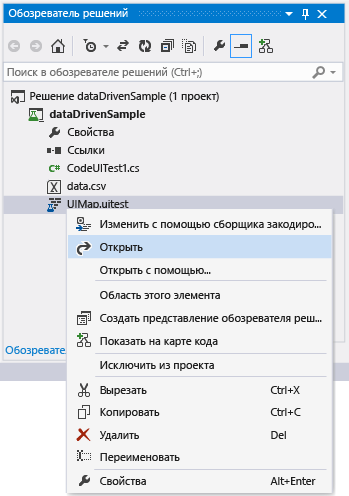 Обозреватель решений
Поиск в обозревателе решений (Ctrl+;)
Решение dataDrivenSample (1 проект)
dataDrivenSample
Свойства
Ссылки
C# CodeUITest1.cs
data.csv
UIMap.uitest
Изменить с помощью сборщика закодиро...
Открыть
Открыть с помощью...
Область этого элемента
Создать представление обозревателя реш...
Показать на карте кода
Обозревател
Исключить из проекта
Вырезать Ctrl+X
Копировать Ctrl+C
Удалить Del
Переименовать
Свойства Alt+Enter